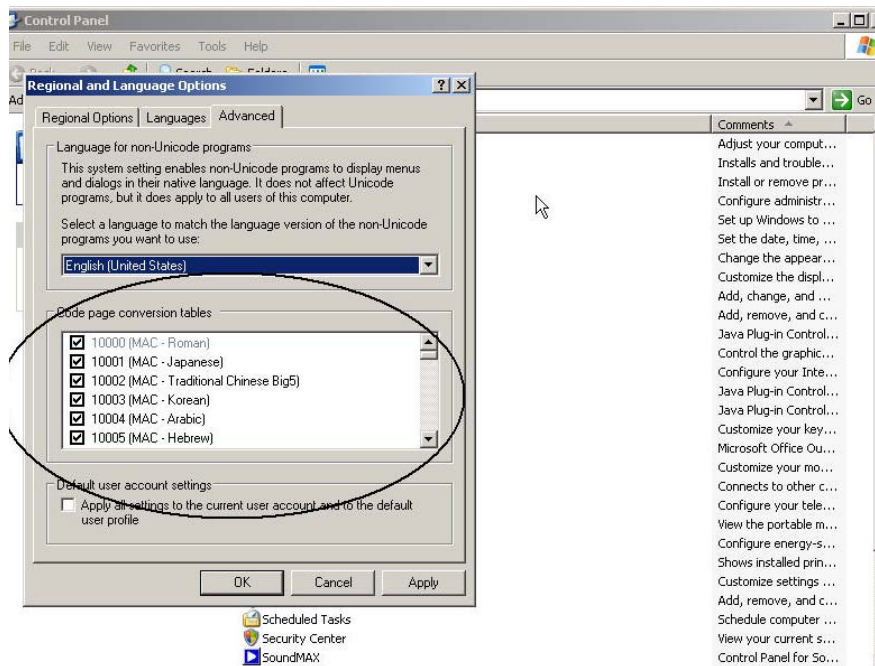 Control Panel
File Edit View Favorites Tools Help
Search Folders
Regional and Language Options
Go
Regional Options Languages Advanced
Comments
Language for non-Unicode programs
This system setting enables non-Unicode programs to display menus
and dialogs in their native language. It does not affect Unicode
programs, but it does apply to all users of this computer.
Select a language to match the language version of the non-Unicode
programs you want to use:
English (United States)
Code page conversion tables
10000 (MAC - Roman)
10001 (MAC - Japanese)
10002 (MAC - Traditional Chinese Big5)
10003 (MAC - Korean)
10004 (MAC - Arabic)
10005 (MAC - Hebrew)
Default user account settings
Apply all settings to the current user account and to the default
user profile
OK Cancel Apply
Adjust your comput...
Installs and trouble...
Install or remove pr...
Configure administr...
Set up Windows to ...
Set the date, time, ...
Change the appear...
Customize the displ...
Add, change, and ...
Add, remove, and c...
Java Plug-in Control...
Control the graphic...
Configure your Inte...
Java Plug-in Control...
Java Plug-in Control...
Customize your key...
Microsoft Office Ou...
Customize your mo...
Connects to other c...
Configure your tele...
View the portable m...
Configure energy-s...
Shows installed prin...
Customize settings ...
Add, remove, and c...
Scheduled Tasks Schedule computer ...
Security Center View your current s...
SoundMAX Control Panel for So...